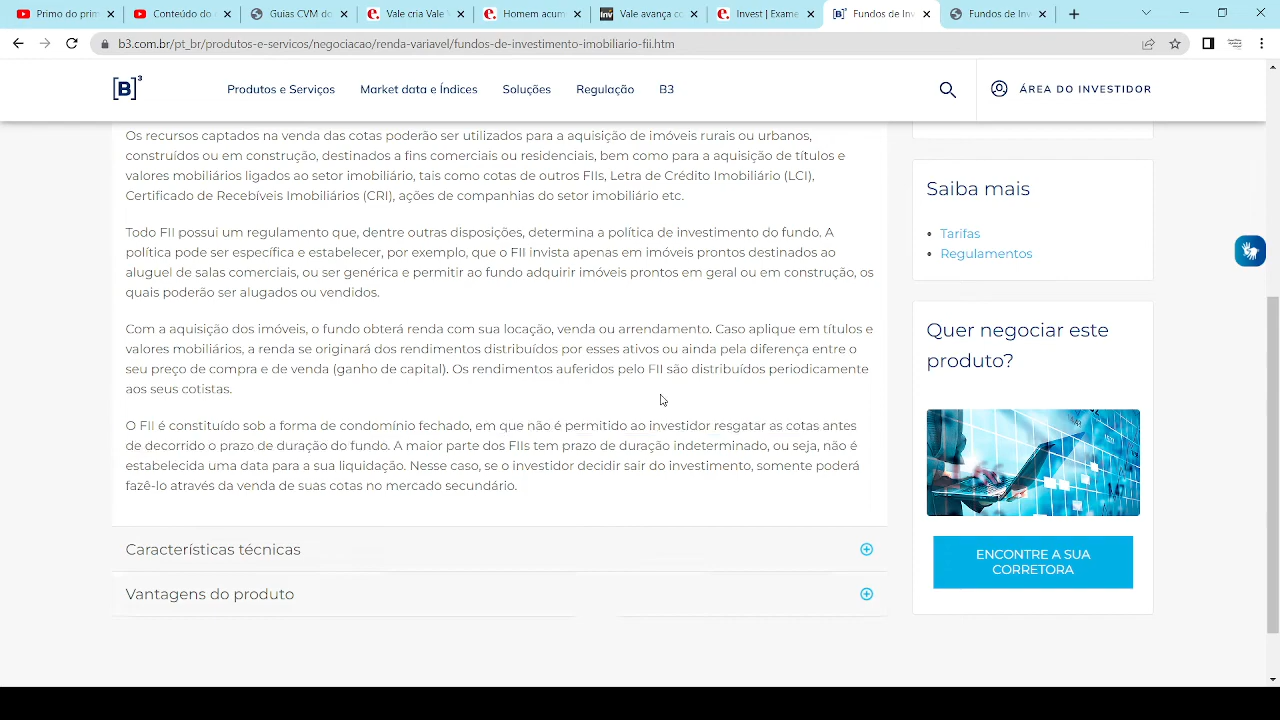 Primo do prim
Conteúdo do
Guias CVM do
Vale cria Vale
Homem acum
Vale avança co
Invest | Exame
Fundos de Inv
Fundos de Inv
b3.com.br/pt_br/produtos-e-servicos/negociacao/renda-variavel/fundos-de-investimento-imobiliario-fii.htm
[B]³
Produtos e Serviços
Market data e Índices
Soluções
Regulação
B3
ÁREA DO INVESTIDOR
Os recursos captados na venda das cotas poderão ser utilizados para a aquisição de imóveis rurais ou urbanos,
construídos ou em construção, destinados a fins comerciais ou residenciais, bem como para a aquisição de títulos e
valores mobiliários ligados ao setor imobiliário, tais como cotas de outros FIIs, Letra de Crédito Imobiliário (LCI),
Certificado de Recebíveis Imobiliários (CRI), ações de companhias do setor imobiliário etc.
Todo FII possui um regulamento que, dentre outras disposições, determina a política de investimento do fundo. A
política pode ser específica e estabelecer, por exemplo, que o FII invista apenas em imóveis prontos destinados ao
aluguel de salas comerciais, ou ser genérica e permitir ao fundo adquirir imóveis prontos em geral ou em construção, os
quais poderão ser alugados ou vendidos.
Com a aquisição dos imóveis, o fundo obterá renda com sua locação, venda ou arrendamento. Caso aplique em títulos e
valores mobiliários, a renda se originará dos rendimentos distribuídos por esses ativos ou ainda pela diferença entre o
seu preço de compra e de venda (ganho de capital). Os rendimentos auferidos pelo FII são distribuídos periodicamente
aos seus cotistas.
O FII é constituído sob a forma de condomínio fechado, em que não é permitido ao investidor resgatar as cotas antes
de decorrido o prazo de duração do fundo. A maior parte dos FIIs tem prazo de duração indeterminado, ou seja, não é
estabelecida uma data para a sua liquidação. Nesse caso, se o investidor decidir sair do investimento, somente poderá
fazê-lo através da venda de suas cotas no mercado secundário.
Características técnicas
Vantagens do produto
Saiba mais
Tarifas
Regulamentos
Quer negociar este
produto?
ENCONTRE A SUA
CORRETORA